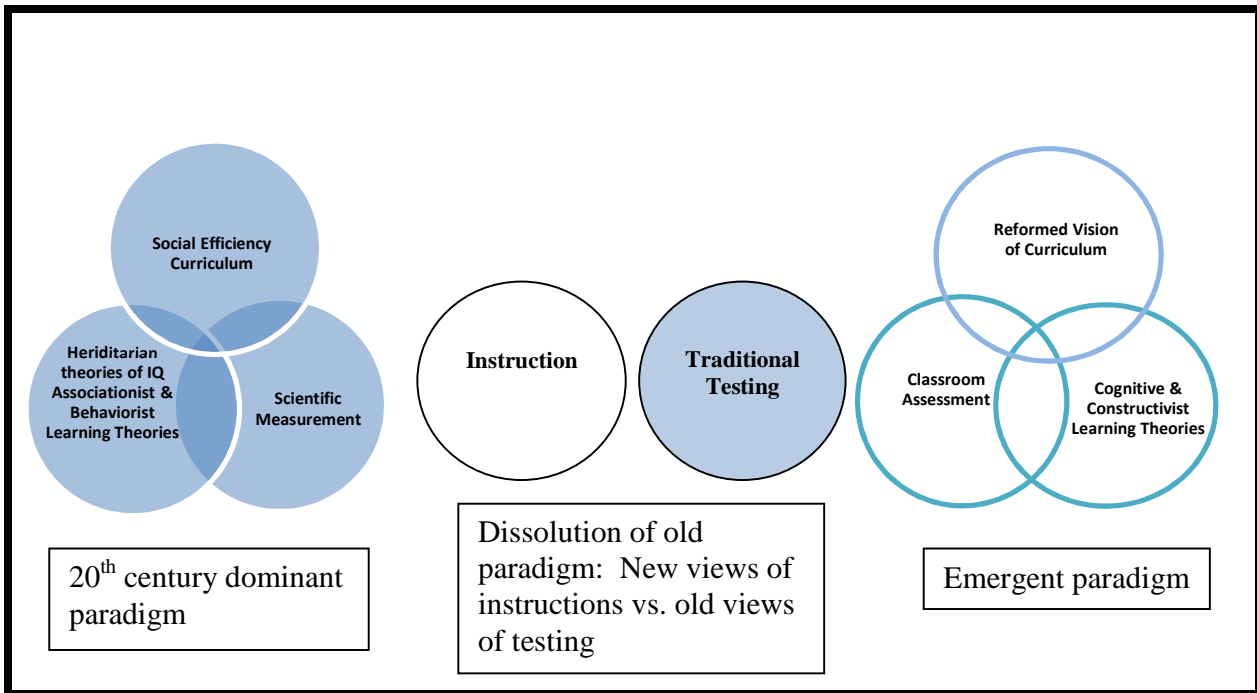 Social Efficiency
Curriculum
Heriditarian
theories of IQ
Associationist &
Behaviorist
Learning Theories
Scientific
Measurement
20th century dominant
paradigm
Instruction
Traditional
Testing
Dissolution of old
paradigm: New views of
instructions vs. old views
of testing
Reformed Vision
of Curriculum
Classroom
Assessment
Cognitive &
Constructivist
Learning Theories
Emergent paradigm